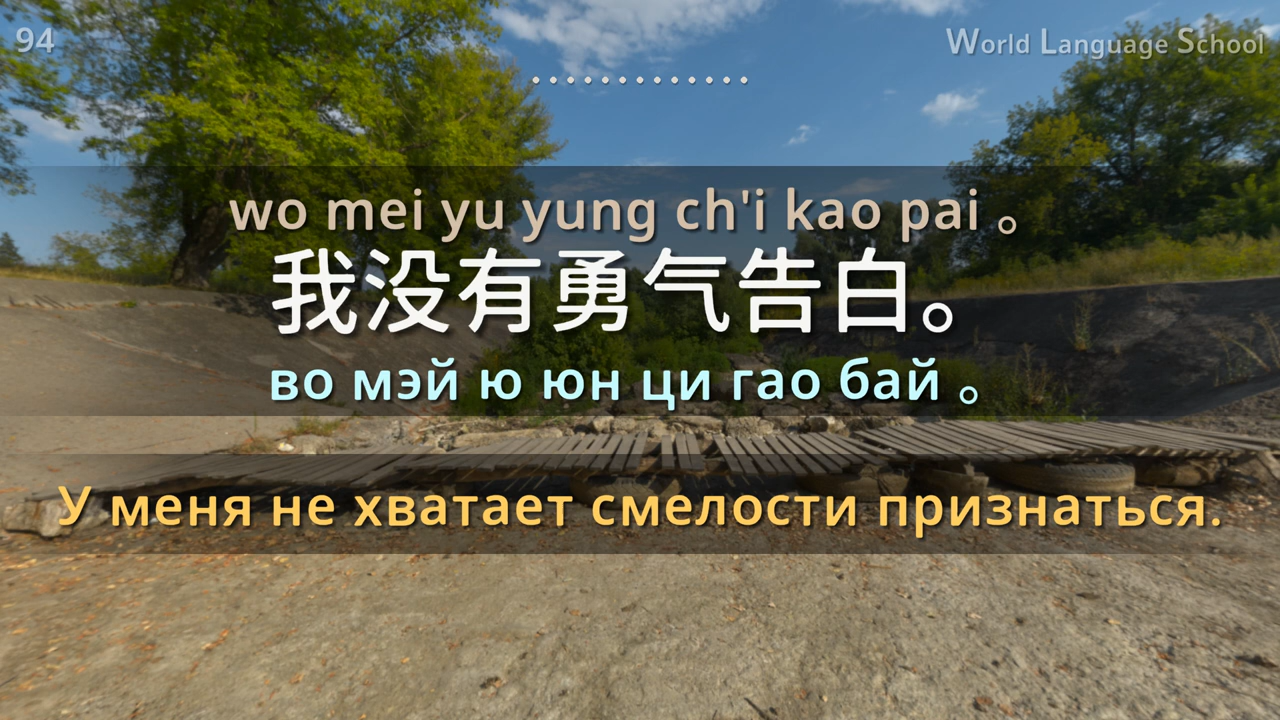 94
World Language School
wo mei yu yung ch'i kao pai 。
我没有勇气告白。
во мэй ю юн ци гао бай 。
У меня не хватает смелости признаться.